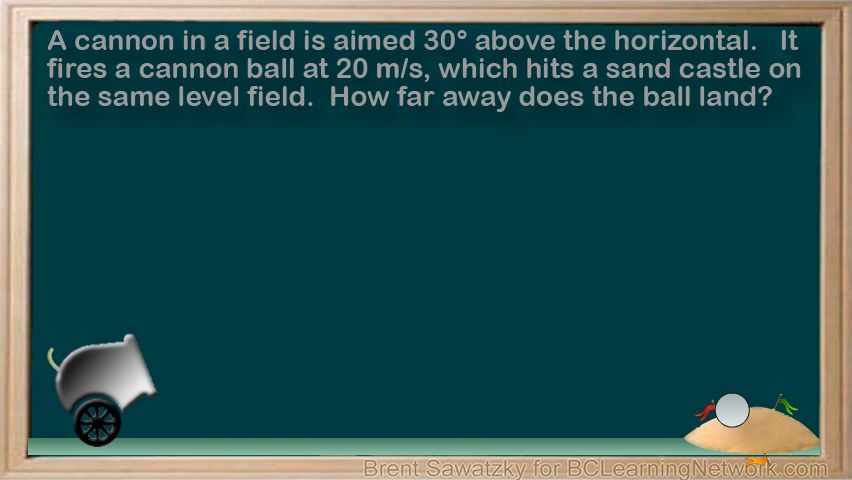 A cannon in a field is aimed 30° above the horizontal. It
fires a cannon ball at 20 m/s, which hits a sand castle on
the same level field. How far away does the ball land?
Brent Sawatzky for BCLearningNetwork.com